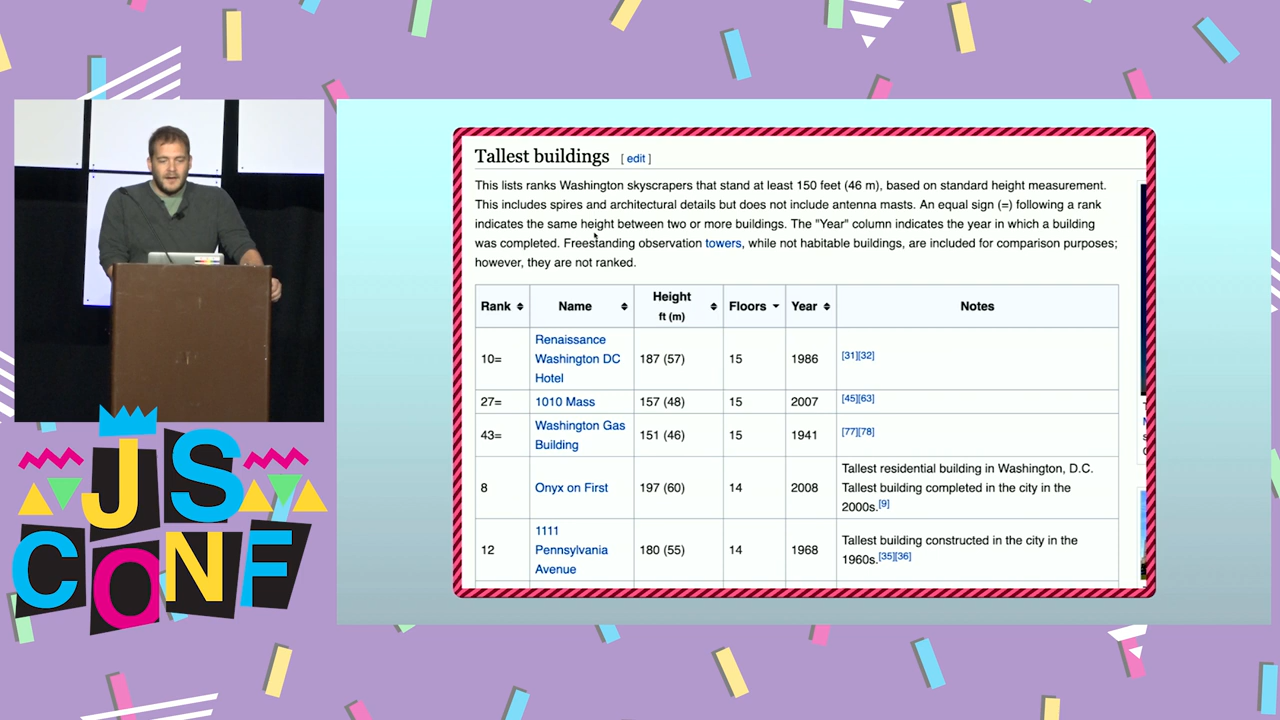 Tallest buildings [ edit ]
This lists ranks Washington skyscrapers that stand at least 150 feet (46 m), based on standard height measurement.
This includes spires and architectural details but does not include antenna masts. An equal sign (=) following a rank
indicates the same height between two or more buildings. The "Year" column indicates the year in which a building
was completed. Freestanding observation towers, while not habitable buildings, are included for comparison purposes;
however, they are not ranked.
Rank Name Height ft (m) Floors Year Notes
10= Renaissance Washington DC Hotel 187 (57) 15 1986 [31][32]
27= 1010 Mass 157 (48) 15 2007 [45][63]
43= Washington Gas Building 151 (46) 15 1941 [77][78]
8 Onyx on First 197 (60) 14 2008 Tallest residential building in Washington, D.C. Tallest building completed in the city in the 2000s.[9]
12 1111 Pennsylvania Avenue 180 (55) 14 1968 Tallest building constructed in the city in the 1960s.[35][36]
JS
CONF